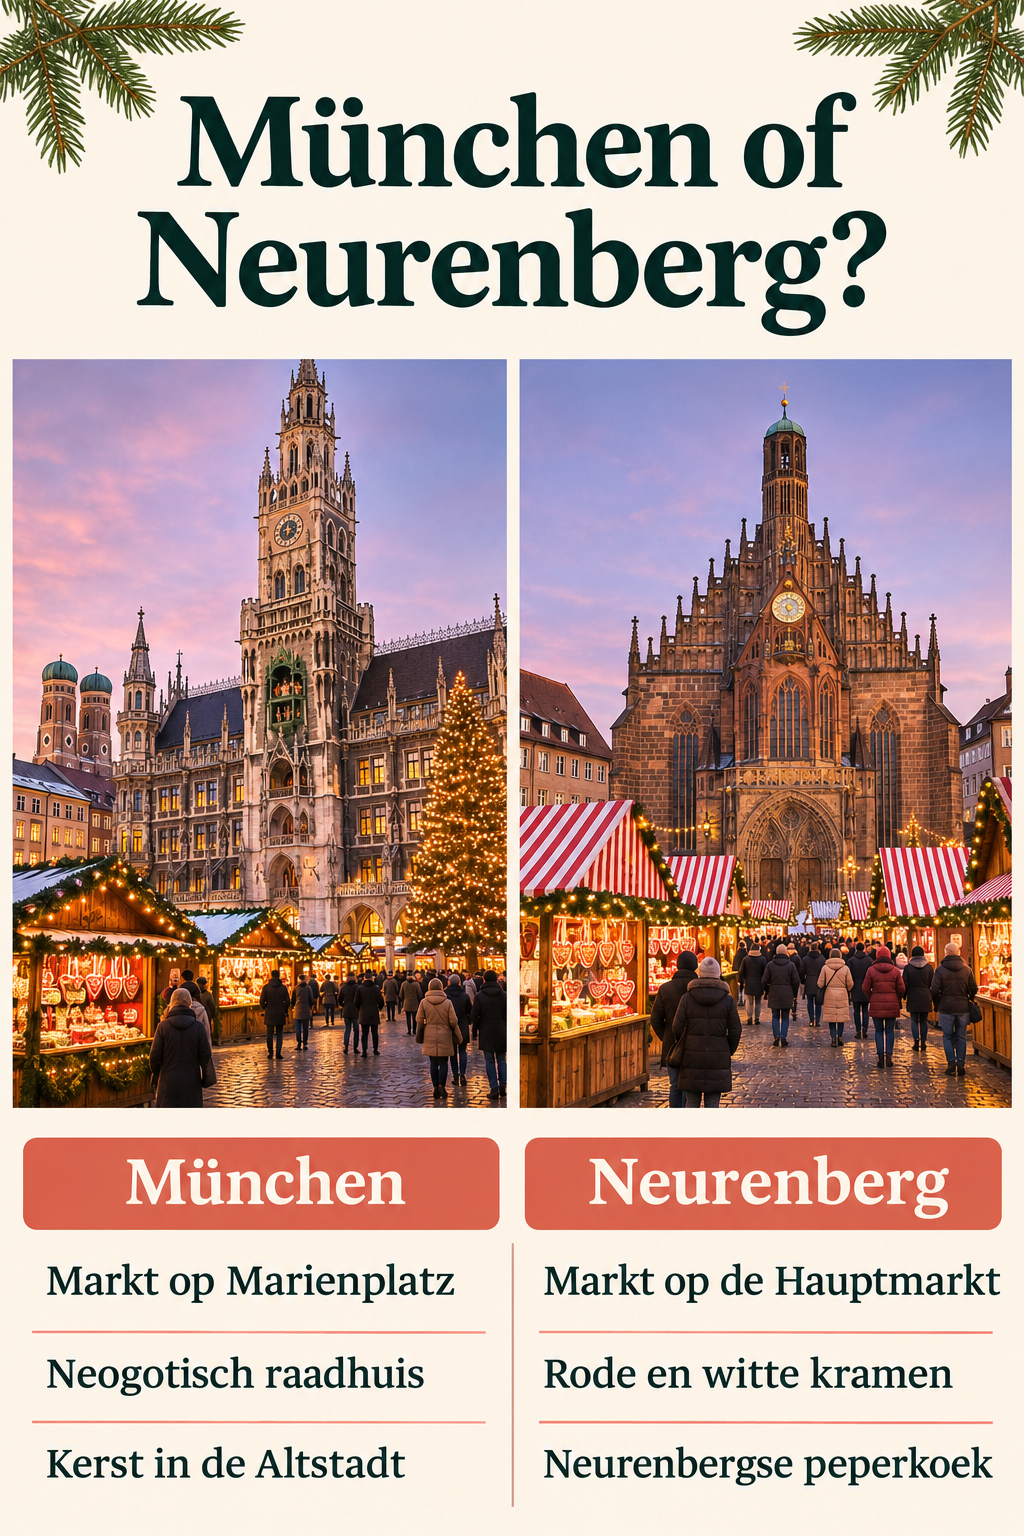 München of
Neurenberg?
München
Markt op Marienplatz
Neogotisch raadhuis
Kerst in de Altstadt
Neurenberg
Markt op de Hauptmarkt
Rode en witte kramen
Neurenbergse peperkoek